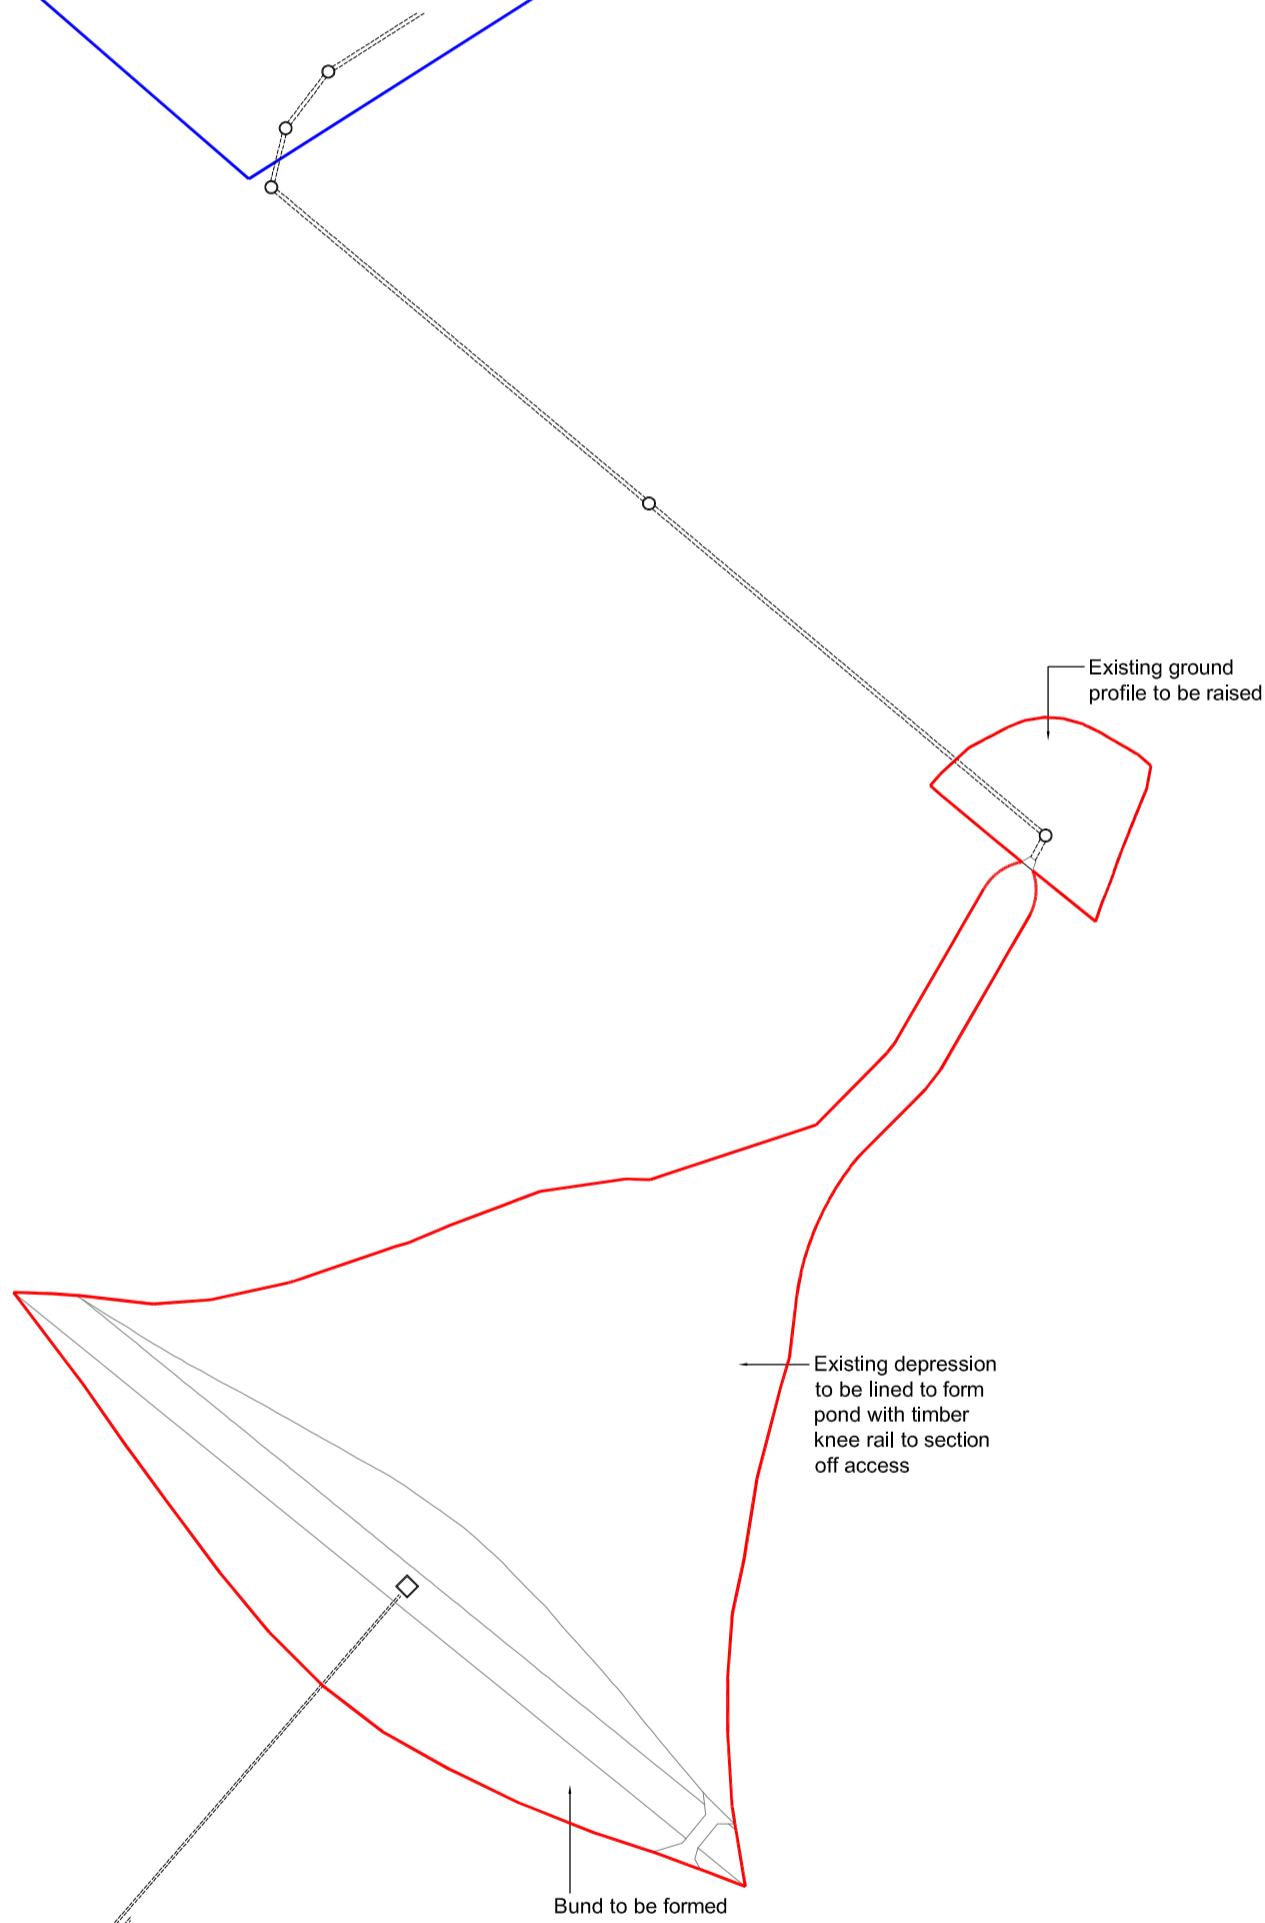 Existing ground
profile to be raised
Existing depression
to be lined to form
pond with timber
knee rail to section
off access
Bund to be formed